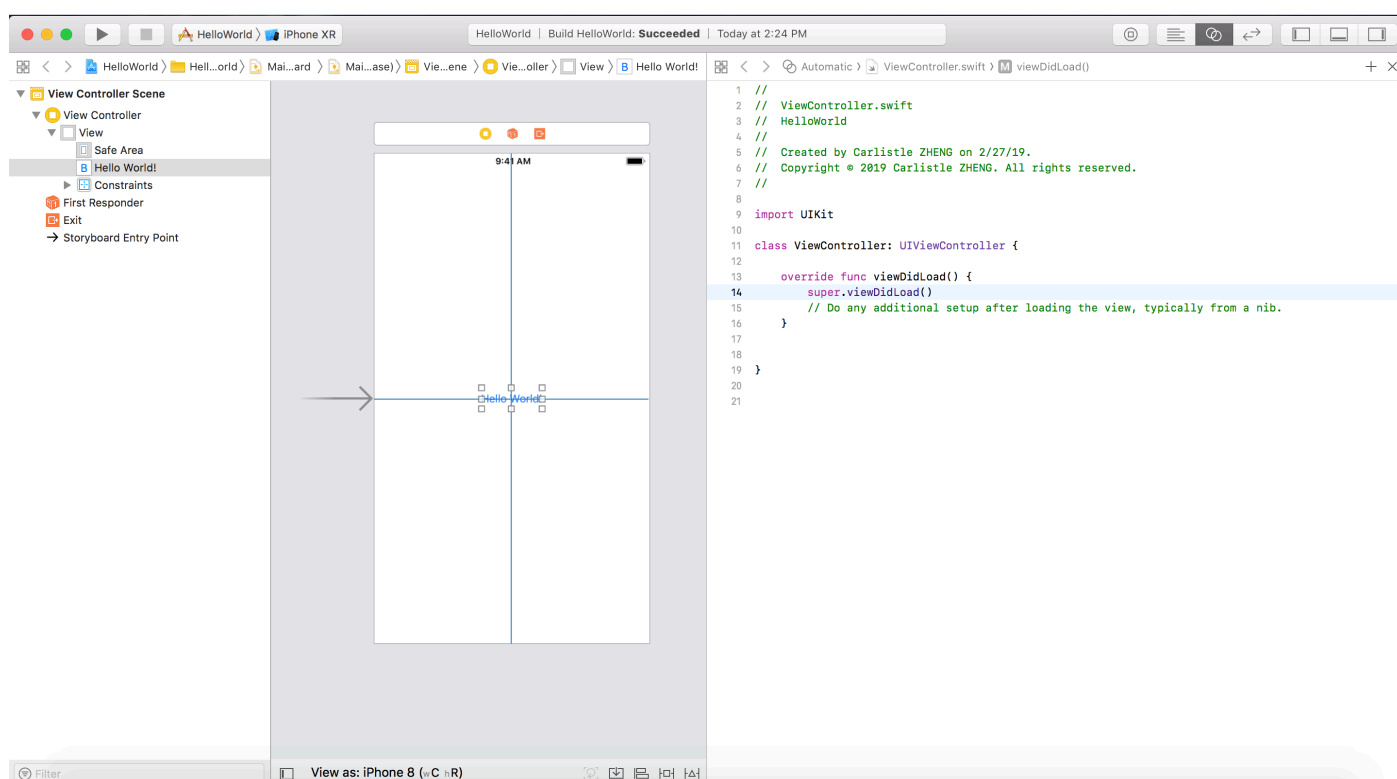 HelloWorld 〉 iPhone XR
HelloWorld | Build HelloWorld: Succeeded | Today at 2:24 PM
HelloWorld 〉 Hell...orld 〉 Mai...ard 〉 Mai...ase) 〉 Vie...ene 〉 Vie...oller 〉 View 〉 B Hello World!
Automatic 〉 ViewController.swift 〉 M viewDidLoad()
View Controller Scene
View Controller
View
Safe Area
B Hello World!
Constraints
First Responder
Exit
Storyboard Entry Point
Filter
9:41 AM
Hello World!
View as: iPhone 8 (wC hR)
1 //
2 //  ViewController.swift
3 //  HelloWorld
4 //
5 //  Created by Carlistle ZHENG on 2/27/19.
6 //  Copyright © 2019 Carlistle ZHENG. All rights reserved.
7 //
8
9 import UIKit
10
11 class ViewController: UIViewController {
12
13     override func viewDidLoad() {
14         super.viewDidLoad()
15         // Do any additional setup after loading the view, typically from a nib.
16     }
17
18
19 }
20
21